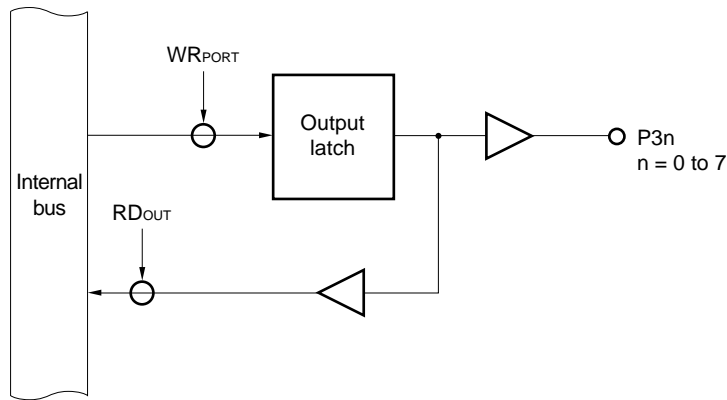 WRPORT
Output
latch
P3n
n = 0 to 7
Internal
bus
RDOUT